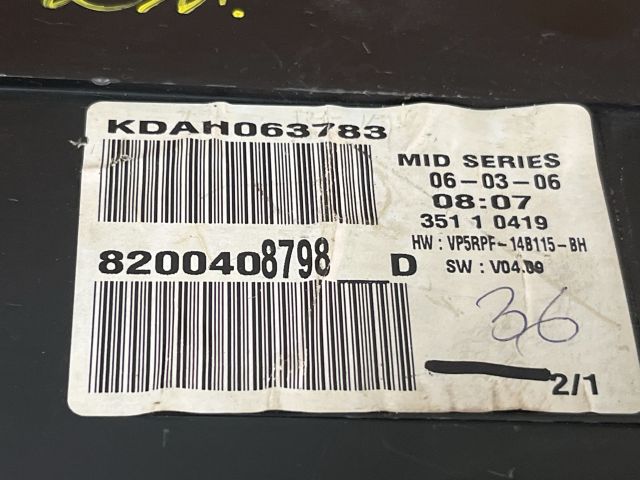 KDAH063783
MID SERIES
06-03-06
08:07
351 1 0419
HW : VP5RPF-14B115-BH
SW : V04.09
8200408798__D
36
2/1